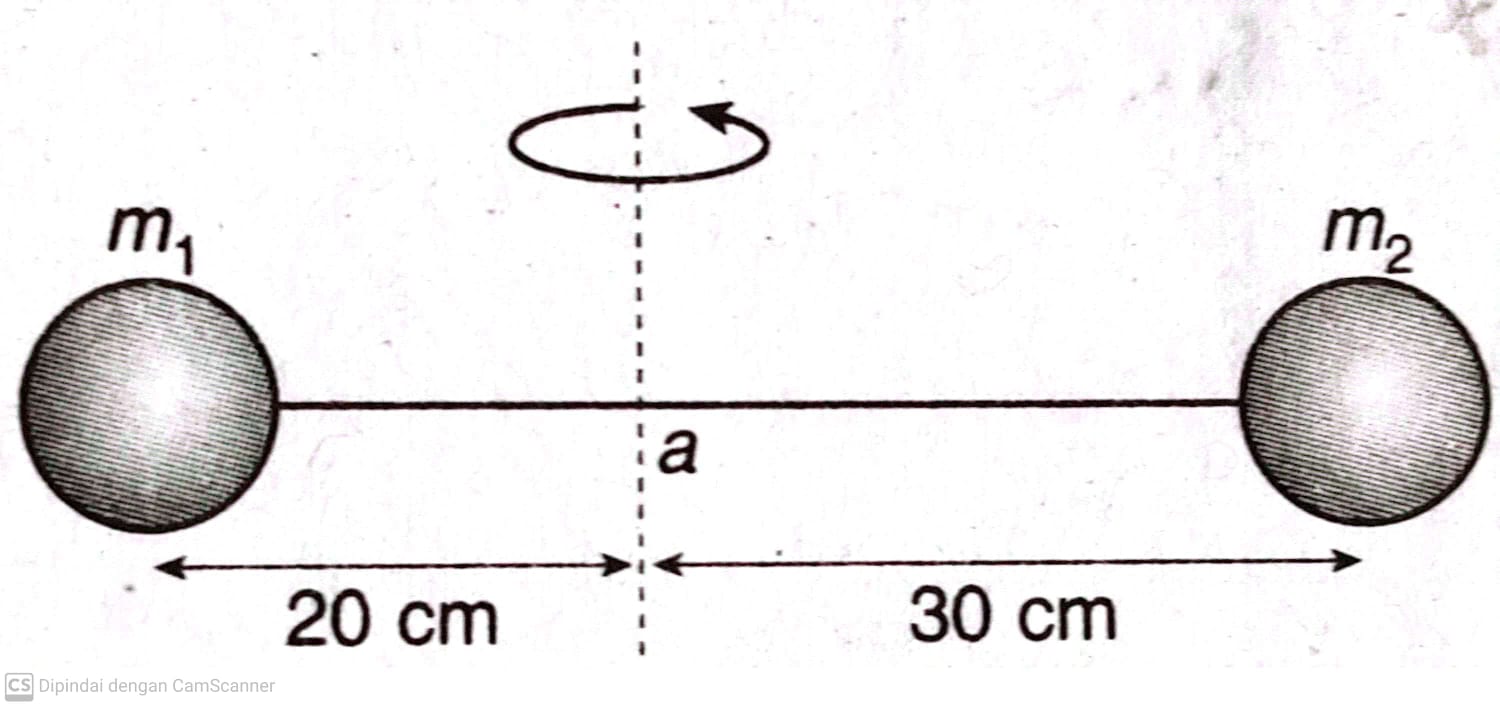 m₁
m₂
a
20 cm
30 cm
CS Dipindai dengan CamScanner